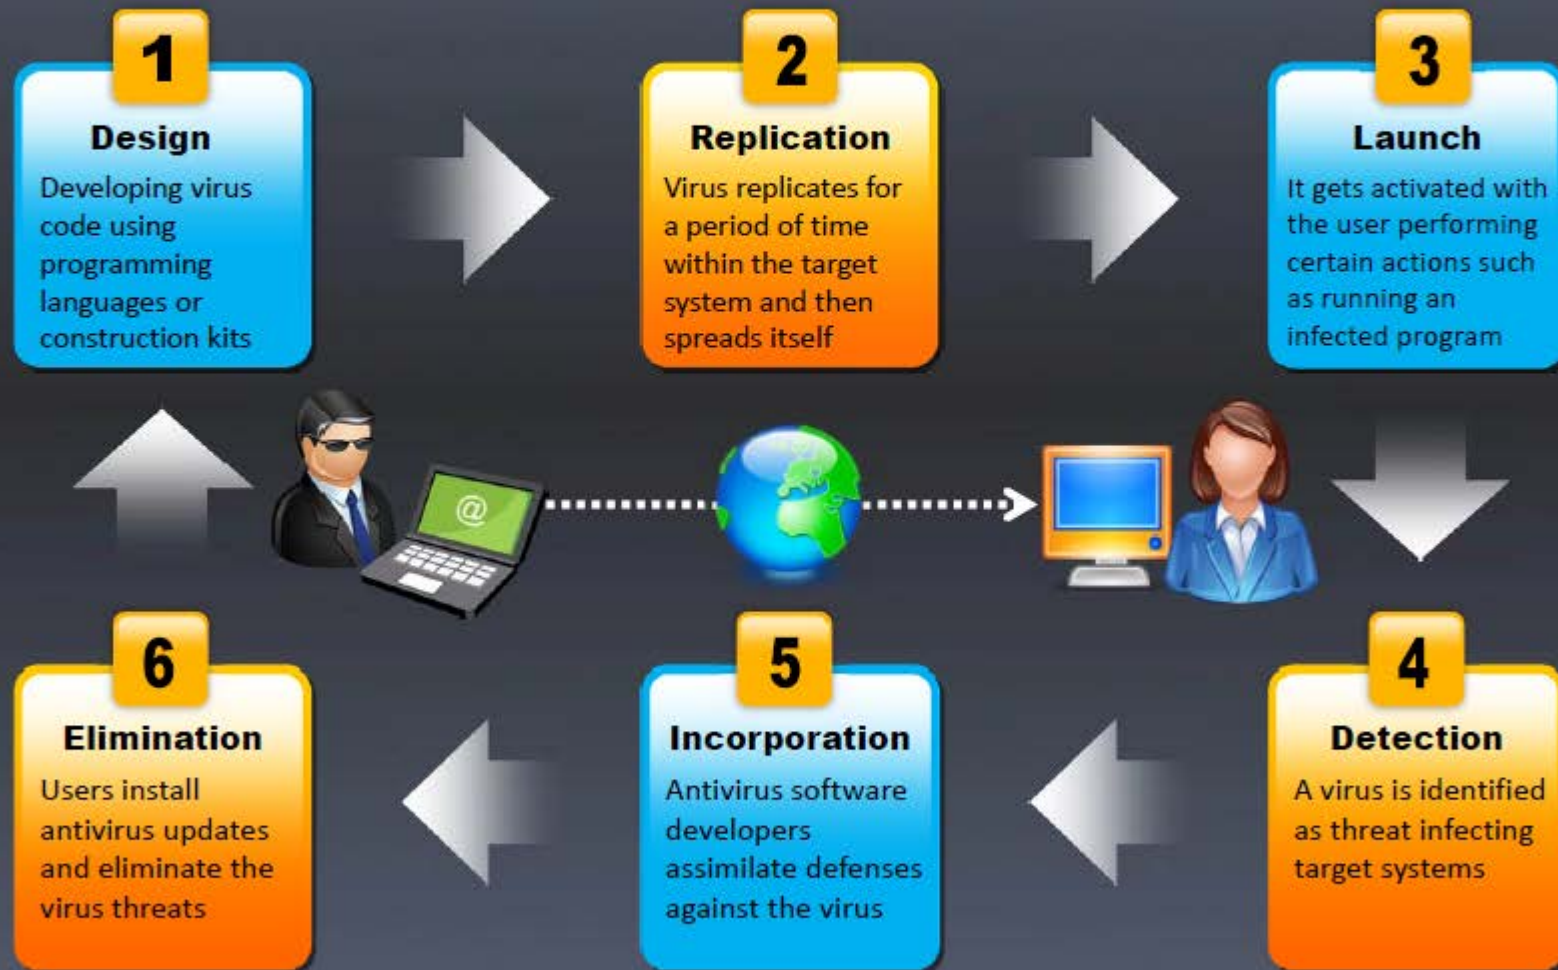 1
Design
Developing virus
code using
programming
languages or
construction kits
2
Replication
Virus replicates for
a period of time
within the target
system and then
spreads itself
3
Launch
It gets activated with
the user performing
certain actions such
as running an
infected program
@
4
Detection
A virus is identified
as threat infecting
target systems
5
Incorporation
Antivirus software
developers
assimilate defenses
against the virus
6
Elimination
Users install
antivirus updates
and eliminate the
virus threats